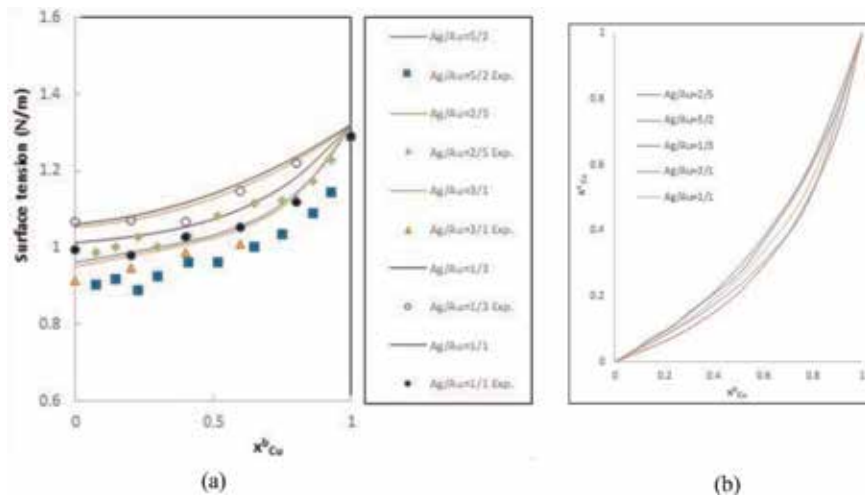 1.6
1.4
1.2
1
0.8
0.6
Surface tension (N/m)
0
0.5
1
xᵇCu
Ag/Au=5/2
Ag/Au=5/2 Exp.
Ag/Au=2/5
Ag/Au=2/5 Exp.
Ag/Au=3/1
Ag/Au=3/1 Exp.
Ag/Au=1/3
Ag/Au=1/3 Exp.
Ag/Au=1/1
Ag/Au=1/1 Exp.
(a)
1
0.8
0.6
0.4
0.2
0
Ag/Au=2/5
Ag/Au=5/2
Ag/Au=1/3
Ag/Au=3/1
Ag/Au=1/1
0
0.2
0.4
0.6
0.8
1
xᵇCu
(b)